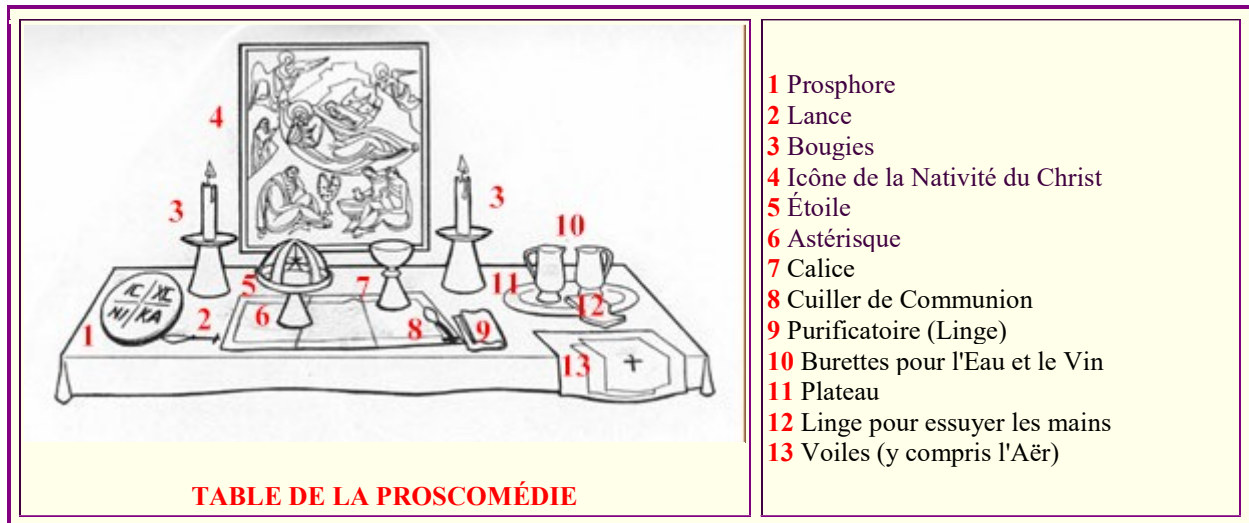 4
3
3
10
IC XC
NI KA
5
7
11
12
1
2
6
8
9
13
TABLE DE LA PROSCOMÉDIE
1 Prosphore
2 Lance
3 Bougies
4 Icône de la Nativité du Christ
5 Étoile
6 Astérisque
7 Calice
8 Cuiller de Communion
9 Purificatoire (Linge)
10 Burettes pour l'Eau et le Vin
11 Plateau
12 Linge pour essuyer les mains
13 Voiles (y compris l'Aër)